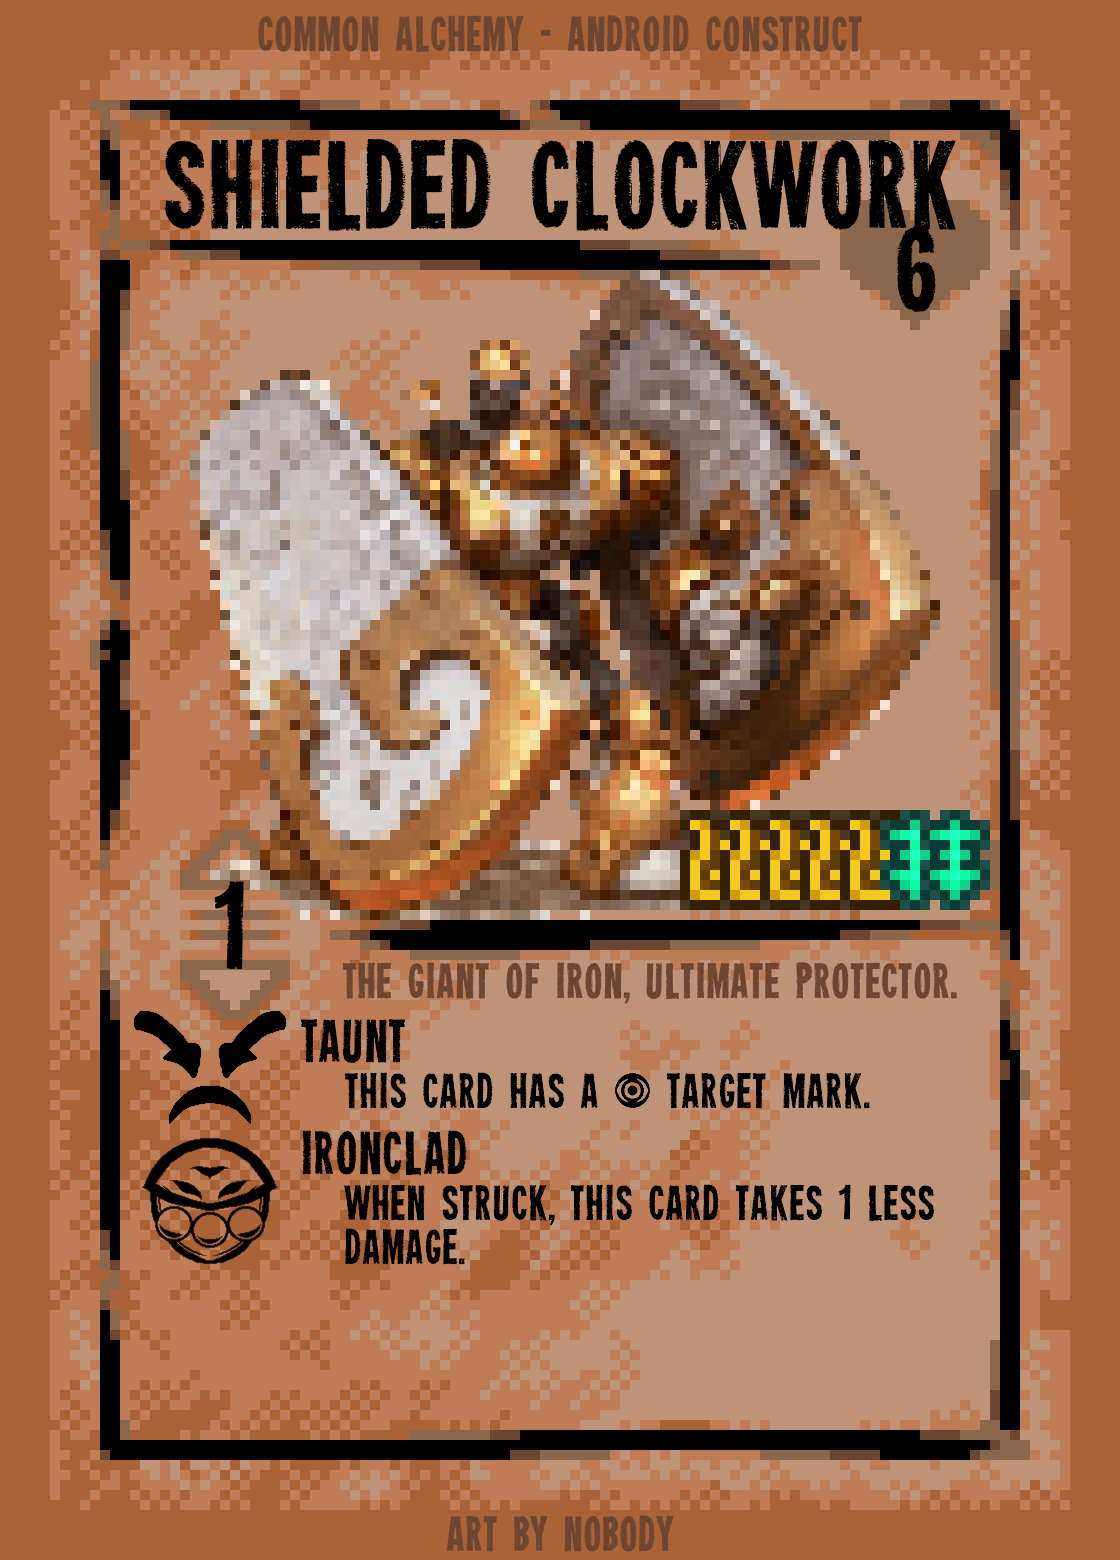 COMMON ALCHEMY - ANDROID CONSTRUCT
SHIELDED CLOCKWORK
6
1
THE GIANT OF IRON, ULTIMATE PROTECTOR.
TAUNT
THIS CARD HAS A TARGET MARK.
IRONCLAD
WHEN STRUCK, THIS CARD TAKES 1 LESS
DAMAGE.
ART BY NOBODY